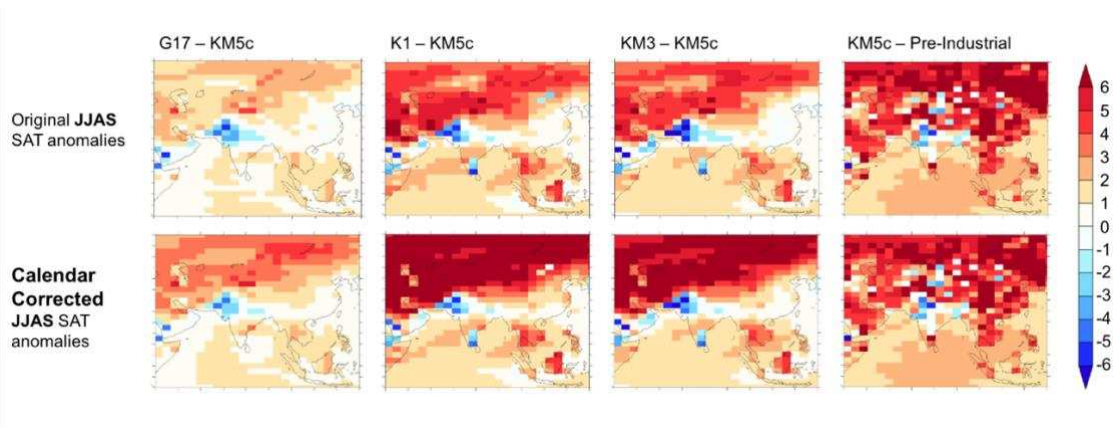 G17 – KM5c
K1 – KM5c
KM3 – KM5c
KM5c – Pre-Industrial
Original JJAS
SAT anomalies
Calendar
Corrected
JJAS SAT
anomalies
6
5
4
3
2
1
0
-1
-2
-3
-4
-5
-6